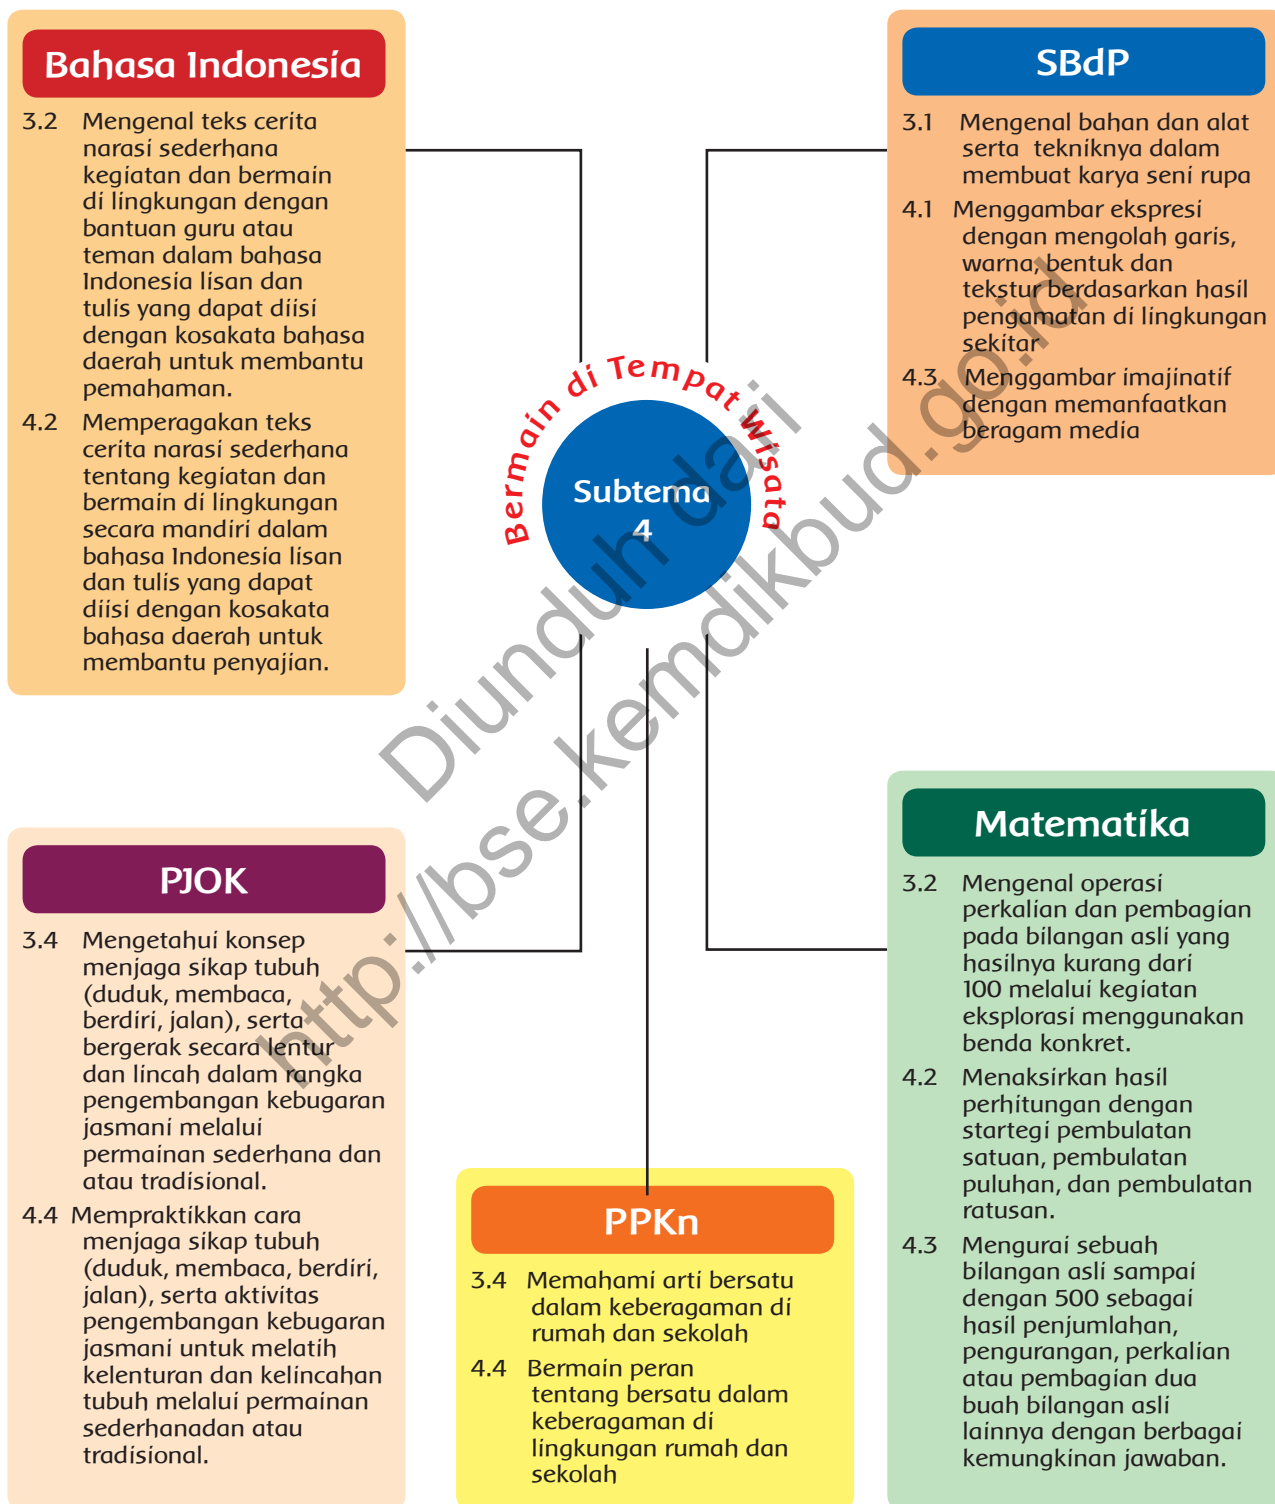 Bahasa Indonesia
3.2 Mengenal teks cerita
narasi sederhana
kegiatan dan bermain
di lingkungan dengan
bantuan guru atau
teman dalam bahasa
Indonesia lisan dan
tulis yang dapat diisi
dengan kosakata bahasa
daerah untuk membantu
pemahaman.
4.2 Memperagakan teks
cerita narasi sederhana
tentang kegiatan dan
bermain di lingkungan
secara mandiri dalam
bahasa Indonesia lisan
dan tulis yang dapat
diisi dengan kosakata
bahasa daerah untuk
membantu penyajian.
SBdP
3.1 Mengenal bahan dan alat
serta tekniknya dalam
membuat karya seni rupa
4.1 Menggambar ekspresi
dengan mengolah garis,
warna, bentuk dan
tekstur berdasarkan hasil
pengamatan di lingkungan
sekitar
4.3 Menggambar imajinatif
dengan memanfaatkan
beragam media
Bermain di Tempat Wisata
Subtema
4
PJOK
3.4 Mengetahui konsep
menjaga sikap tubuh
(duduk, membaca,
berdiri, jalan), serta
bergerak secara lentur
dan lincah dalam rangka
pengembangan kebugaran
jasmani melalui
permainan sederhana dan
atau tradisional.
4.4 Mempraktikkan cara
menjaga sikap tubuh
(duduk, membaca, berdiri,
jalan), serta aktivitas
pengembangan kebugaran
jasmani untuk melatih
kelenturan dan kelincahan
tubuh melalui permainan
sederhanadan atau
tradisional.
PPKn
3.4 Memahami arti bersatu
dalam keberagaman di
rumah dan sekolah
4.4 Bermain peran
tentang bersatu dalam
keberagaman di
lingkungan rumah dan
sekolah
Matematika
3.2 Mengenal operasi
perkalian dan pembagian
pada bilangan asli yang
hasilnya kurang dari
100 melalui kegiatan
eksplorasi menggunakan
benda konkret.
4.2 Menaksirkan hasil
perhitungan dengan
startegi pembulatan
satuan, pembulatan
puluhan, dan pembulatan
ratusan.
4.3 Mengurai sebuah
bilangan asli sampai
dengan 500 sebagai
hasil penjumlahan,
pengurangan, perkalian
atau pembagian dua
buah bilangan asli
lainnya dengan berbagai
kemungkinan jawaban.
Diunduh dari
http://bse.kemdikbud.go.id